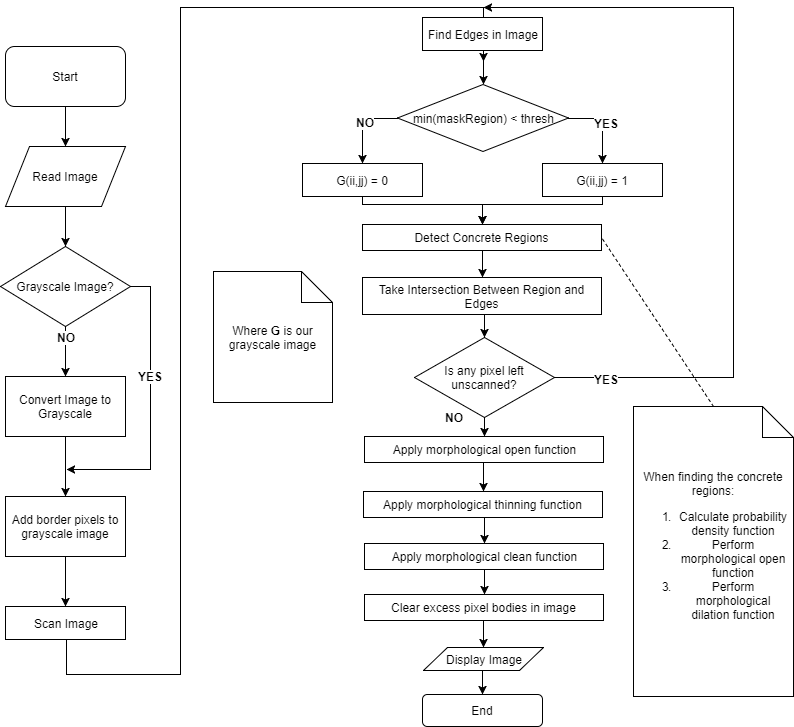 Start
Read Image
Grayscale Image?
NO
YES
Convert Image to
Grayscale
Add border pixels to
grayscale image
Scan Image
Find Edges in Image
min(maskRegion) < thresh
NO
YES
G(ii,jj) = 0
G(ii,jj) = 1
Detect Concrete Regions
Take Intersection Between Region and
Edges
Where G is our
grayscale image
Is any pixel left
unscanned?
YES
NO
Apply morphological open function
Apply morphological thinning function
Apply morphological clean function
Clear excess pixel bodies in image
Display Image
End
When finding the concrete
regions:
1. Calculate probability
density function
2. Perform
morphological open
function
3. Perform
morphological
dilation function